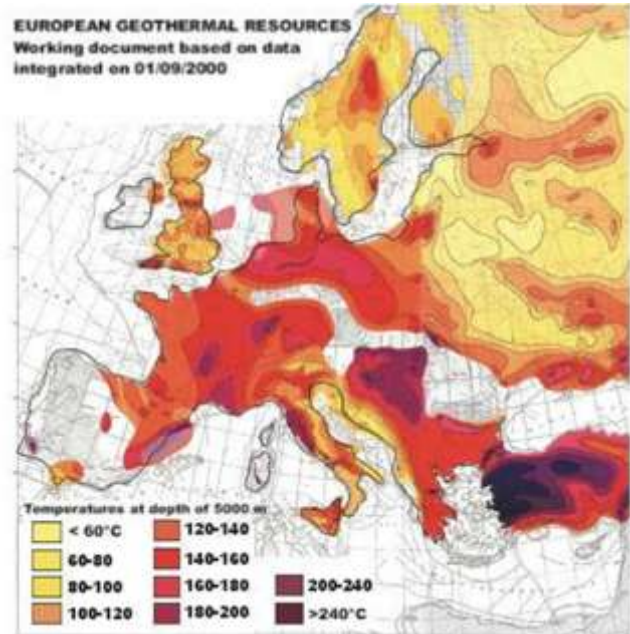 EUROPEAN GEOTHERMAL RESOURCES
Working document based on data
integrated on 01/09/2000
Temperatures at depth of 5000 m
< 60°C
60-80
80-100
100-120
120-140
140-160
160-180
180-200
200-240
>240°C